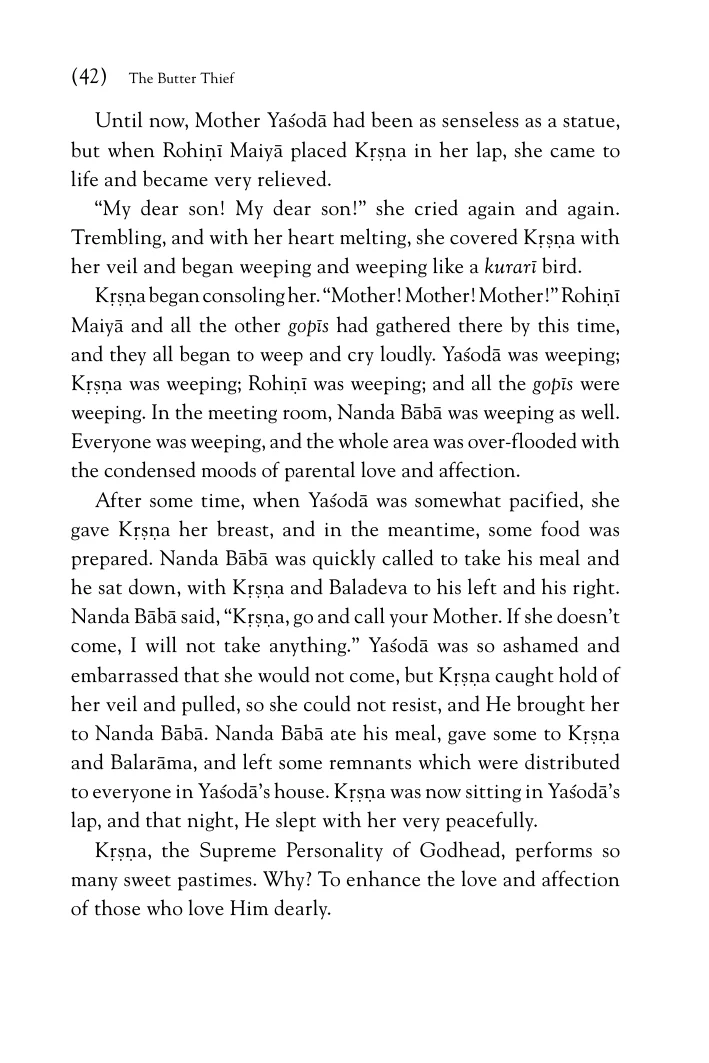 (42) The Butter Thief
Until now, Mother Yaśodā had been as senseless as a statue,
but when Rohiṇī Maiyā placed Kṛṣṇa in her lap, she came to
life and became very relieved.
“My dear son! My dear son!” she cried again and again.
Trembling, and with her heart melting, she covered Kṛṣṇa with
her veil and began weeping and weeping like a kurarī bird.
Kṛṣṇa began consoling her. “Mother! Mother! Mother!” Rohiṇī
Maiyā and all the other gopīs had gathered there by this time,
and they all began to weep and cry loudly. Yaśodā was weeping;
Kṛṣṇa was weeping; Rohiṇī was weeping; and all the gopīs were
weeping. In the meeting room, Nanda Bābā was weeping as well.
Everyone was weeping, and the whole area was over-flooded with
the condensed moods of parental love and affection.
After some time, when Yaśodā was somewhat pacified, she
gave Kṛṣṇa her breast, and in the meantime, some food was
prepared. Nanda Bābā was quickly called to take his meal and
he sat down, with Kṛṣṇa and Baladeva to his left and his right.
Nanda Bābā said, “Kṛṣṇa, go and call your Mother. If she doesn’t
come, I will not take anything.” Yaśodā was so ashamed and
embarrassed that she would not come, but Kṛṣṇa caught hold of
her veil and pulled, so she could not resist, and He brought her
to Nanda Bābā. Nanda Bābā ate his meal, gave some to Kṛṣṇa
and Balarāma, and left some remnants which were distributed
to everyone in Yaśodā’s house. Kṛṣṇa was now sitting in Yaśodā’s
lap, and that night, He slept with her very peacefully.
Kṛṣṇa, the Supreme Personality of Godhead, performs so
many sweet pastimes. Why? To enhance the love and affection
of those who love Him dearly.